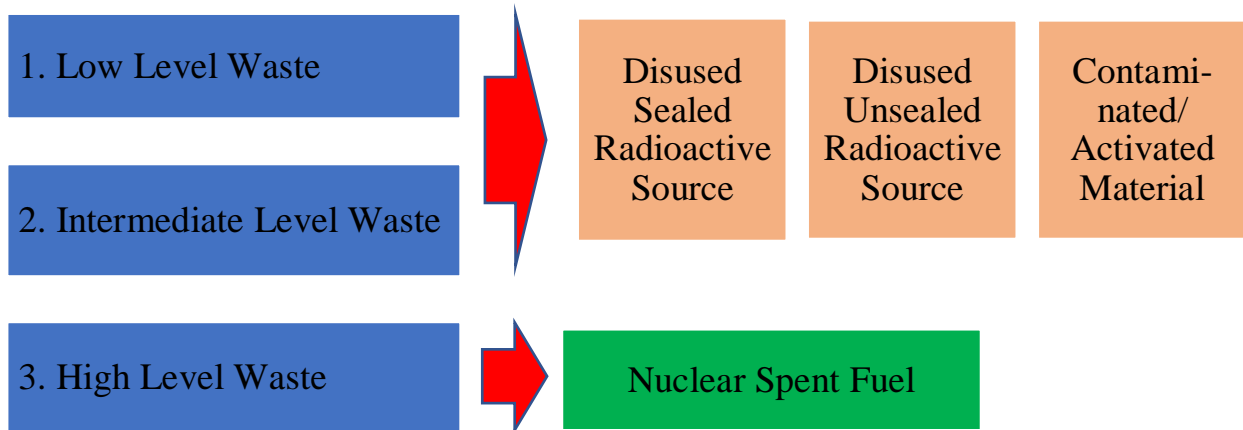 1. Low Level Waste
2. Intermediate Level Waste
3. High Level Waste
Disused
Sealed
Radioactive
Source
Disused
Unsealed
Radioactive
Source
Contami-
nated/
Activated
Material
Nuclear Spent Fuel